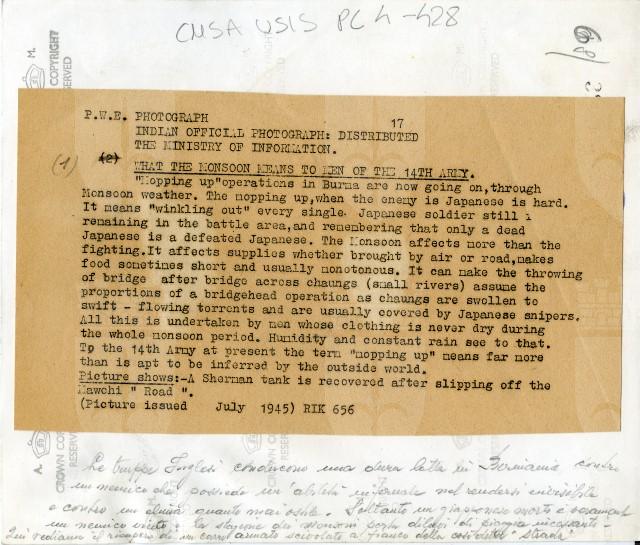 CMSA USIS PC 4-428
P.W.E. PHOTOGRAPH
17
INDIAN OFFICIAL PHOTOGRAPH: DISTRIBUTED
THE MINISTRY OF INFORMATION.
(1) (2) WHAT THE MONSOON MEANS TO MEN OF THE 14TH ARMY.
"Mopping up"operations in Burma are now going on,through
Monsoon weather. The mopping up,when the enemy is Japanese is hard.
It means "winkling out" every single Japanese soldier still
remaining in the battle area,and remembering that only a dead
Japanese is a defeated Japanese. The Monsoon affects more than the
fighting.It affects supplies whether brought by air or road,makes
food sometimes short and usually monotonous. It can make the throwing
of bridge after bridge across chaungs (small rivers) assume the
proportions of a bridgehead operation as chaungs are swollen to
swift - flowing torrents and are usually covered by Japanese snipers.
All this is undertaken by men whose clothing is never dry during
the whole monsoon period. Humidity and constant rain see to that.
To the 14th Army at present the term "mopping up" means far more
than is apt to be inferred by the outside world.
Picture shows:-A Sherman tank is recovered after slipping off the
Mawchi " Road ".
(Picture issued July 1945) RIK 656
Le truppe Inglesi conducono una dura lotta in Birmania contro
un nemico che possiede un'abilità infernale nel rendersi invisibile
e contro un clima quanto mai ostile. Soltanto un giapponese morto è veramente
un nemico vinto. la stagione dei monsoni porta diluvi di pioggia incessante -
Qui vediamo il ricupero di un carro armato scivolato a fianco della così detta " strada "